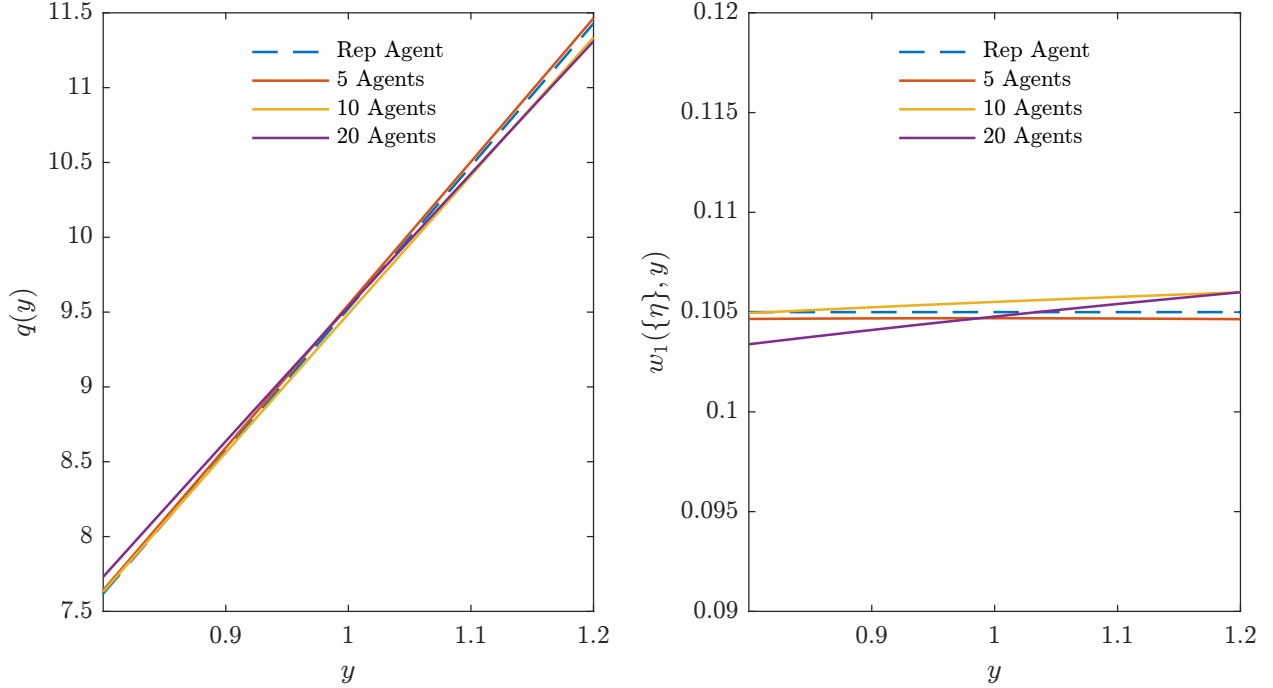 11.5
11
10.5
10
9.5
9
8.5
8
7.5
q(y)
0.9
1
1.1
1.2
y
Rep Agent
5 Agents
10 Agents
20 Agents
0.12
0.115
0.11
0.105
0.1
0.095
0.09
w₁({η}, y)
0.9
1
1.1
1.2
y
Rep Agent
5 Agents
10 Agents
20 Agents